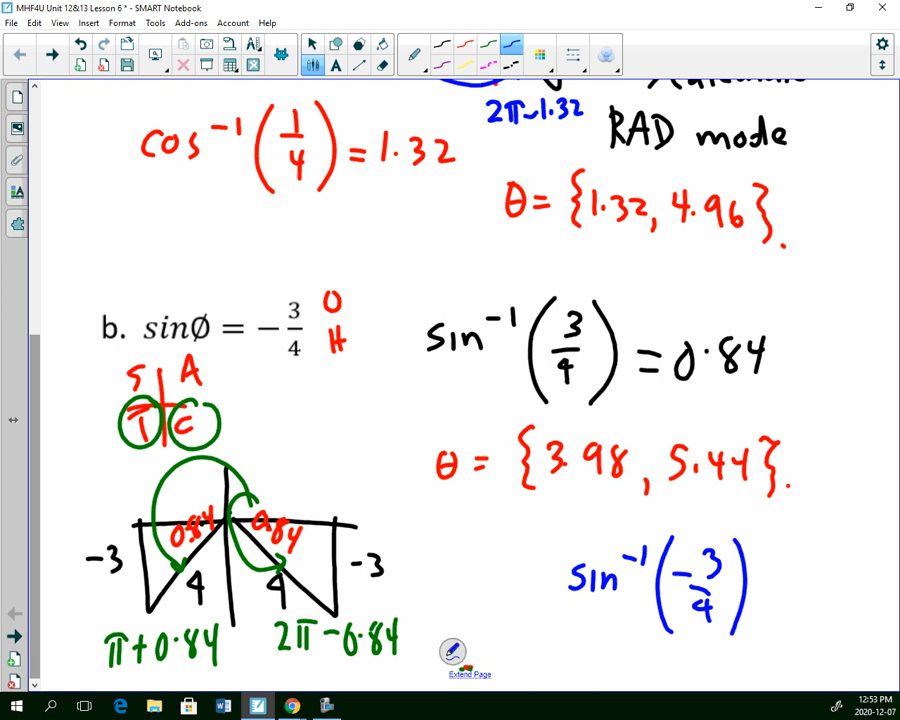 MHF4U Unit 12&13 Lesson 6 * - SMART Notebook
File Edit View Insert Format Tools Add-ons Account Help
2π-1.32
RAD mode
cos⁻¹(1/4) = 1.32
θ = {1.32, 4.96}.
b. sinØ = − 3/4
O
H
sin⁻¹(3/4) = 0.84
S A
T C
θ = {3.98, 5.44}.
0.84 0.84
-3 4 4 -3
sin⁻¹(-3/4)
π+0.84 2π-0.84
Extend Page
12:53 PM
2020-12-07